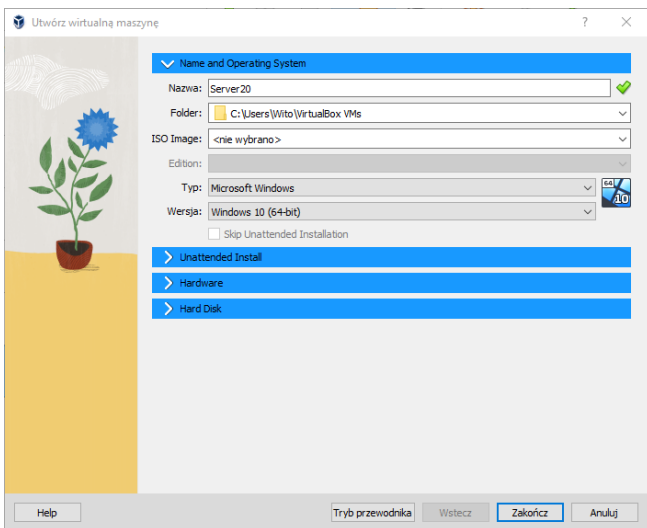 Utwórz wirtualną maszynę
?
Name and Operating System
Nazwa: Server20
Folder: C:\Users\Wito\VirtualBox VMs
ISO Image: <nie wybrano>
Edition:
Typ: Microsoft Windows
64
10
Wersja: Windows 10 (64-bit)
Skip Unattended Installation
Unattended Install
Hardware
Hard Disk
Help Tryb przewodnika Wstecz Zakończ Anuluj